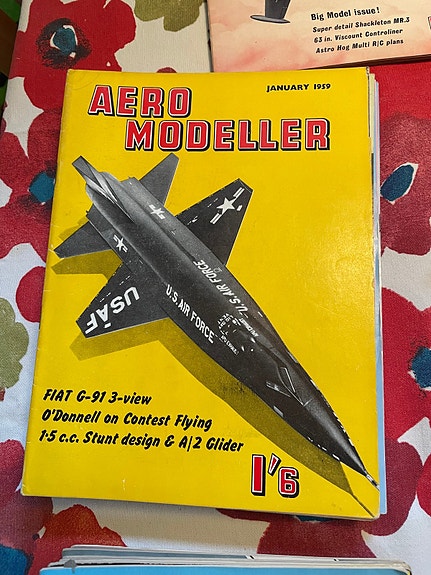 Big Model issue!
Super detail Shackleton MR.3
63 in. Viscount Controliner
Astro Hog Multi R/C plans
JANUARY 1959
AERO
MODELLER
U.S. AIR FORCE
U.S. AIR FORCE
USAF
FIAT G-91 3-view
O'Donnell on Contest Flying
1·5 c.c. Stunt design & A/2 Glider
1'6